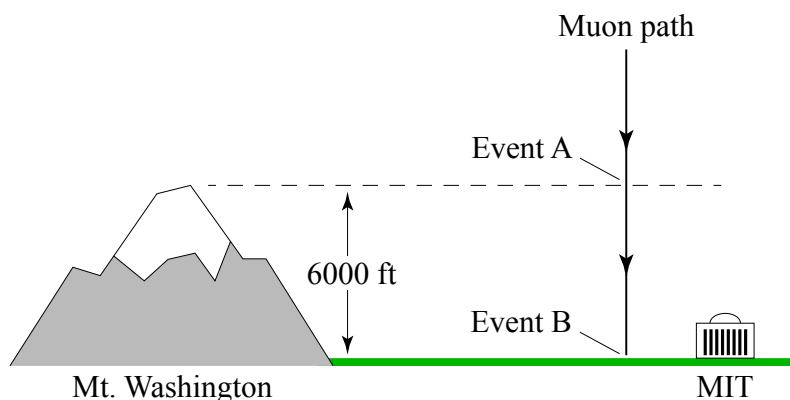 Muon path
Event A
6000 ft
Event B
Mt. Washington
MIT